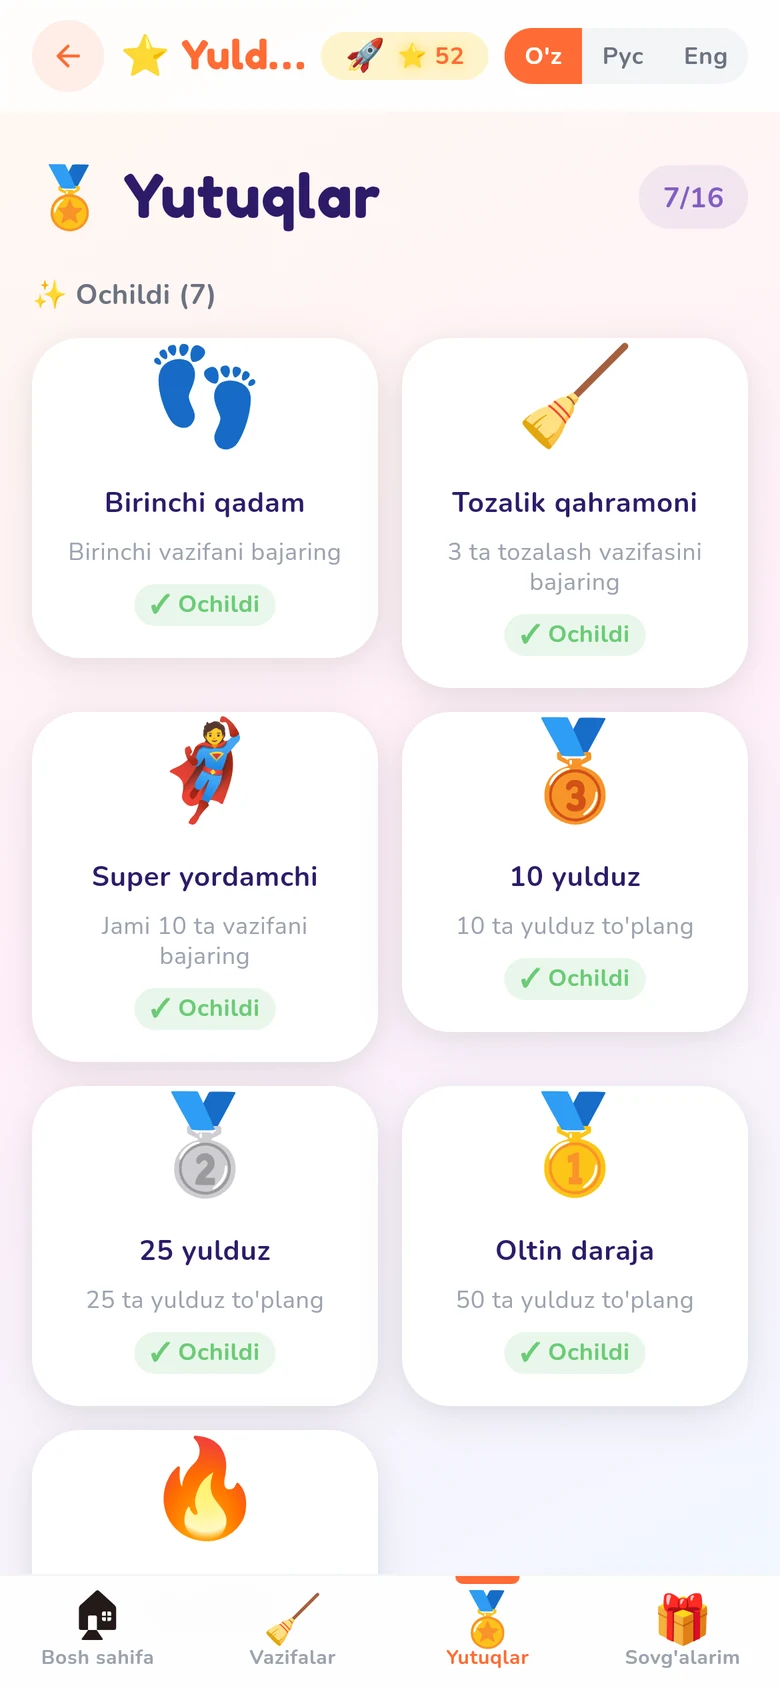 Yuld...
52
O'z
Рус
Eng
Yutuqlar
7/16
Ochildi (7)
Birinchi qadam
Birinchi vazifani bajaring
✓ Ochildi
Tozalik qahramoni
3 ta tozalash vazifasini
bajaring
✓ Ochildi
Super yordamchi
Jami 10 ta vazifani
bajaring
✓ Ochildi
3
10 yulduz
10 ta yulduz to'plang
✓ Ochildi
2
25 yulduz
25 ta yulduz to'plang
✓ Ochildi
1
Oltin daraja
50 ta yulduz to'plang
✓ Ochildi
Bosh sahifa
Vazifalar
Yutuqlar
Sovg'alarim